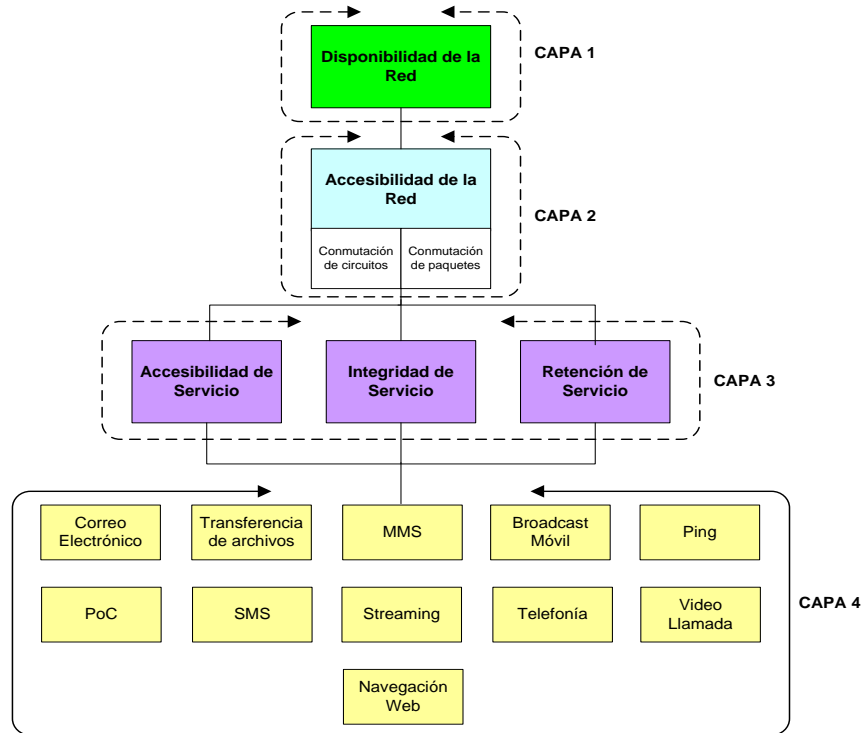 Disponibilidad de la
Red
CAPA 1
Accesibilidad de la
Red
CAPA 2
Conmutación
de circuitos
Conmutación
de paquetes
Accesibilidad de
Servicio
Integridad de
Servicio
Retención de
Servicio
CAPA 3
Correo
Electrónico
Transferencia
de archivos
MMS
Broadcast
Móvil
Ping
PoC
SMS
Streaming
Telefonía
Video
Llamada
CAPA 4
Navegación
Web